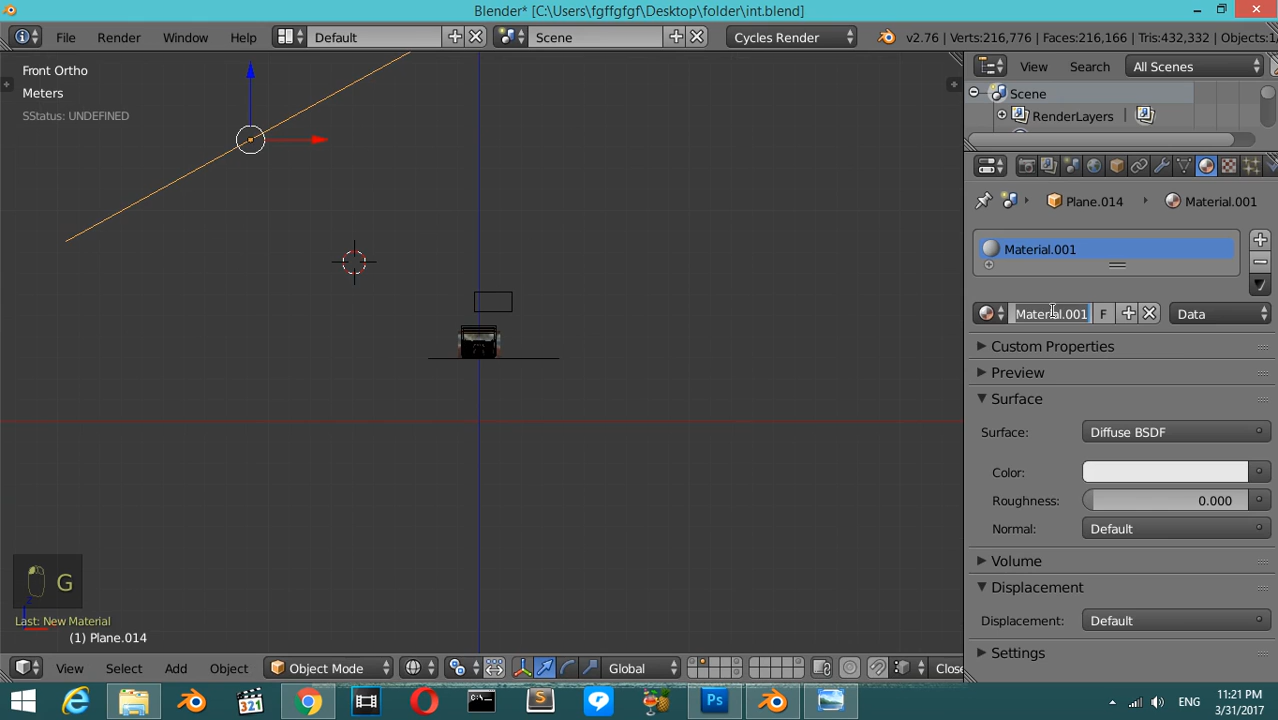 Blender* [C:\Users\fgffgfgf\Desktop\folder\int.blend]
File Render Window Help Default Scene Cycles Render v2.76 | Verts:216,776 | Faces:216,166 | Tris:432,332 | Objects:1/
Front Ortho
Meters
SStatus: UNDEFINED
View Search All Scenes
Scene
RenderLayers
Plane.014 Material.001
Material.001
Material.001 F Data
Custom Properties
Preview
Surface
Surface: Diffuse BSDF
Color:
Roughness: 0.000
Normal: Default
Volume
Displacement
Displacement: Default
Settings
G
Last: New Material
(1) Plane.014
View Select Add Object Object Mode Global Close
321 Ps ENG 11:21 PM
3/31/2017